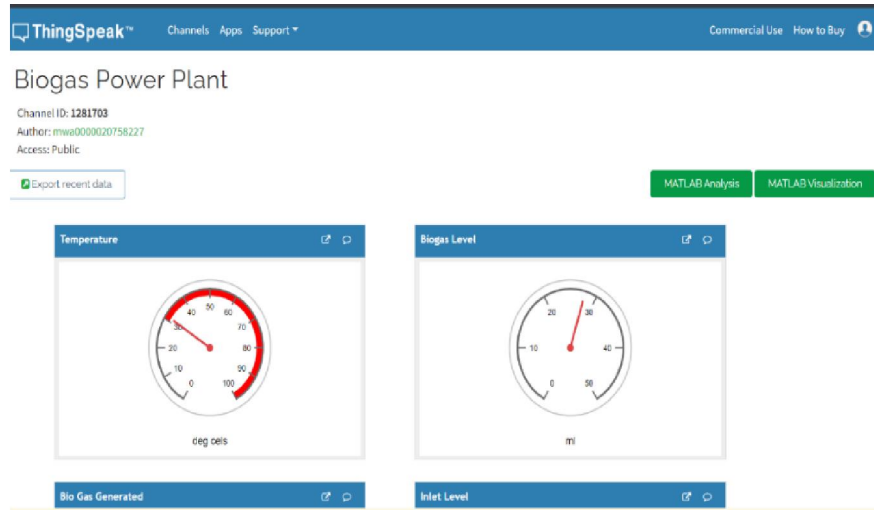 ThingSpeak™ Channels Apps Support Commercial Use How to Buy
Biogas Power Plant
Channel ID: 1281703
Author: mwa0000020758227
Access: Public
Export recent data MATLAB Analysis MATLAB Visualization
Temperature
0 10 20 30 40 50 60 70 80 90 100
deg cels
Biogas Level
0 10 20 30 40 50
ml
Bio Gas Generated
Inlet Level